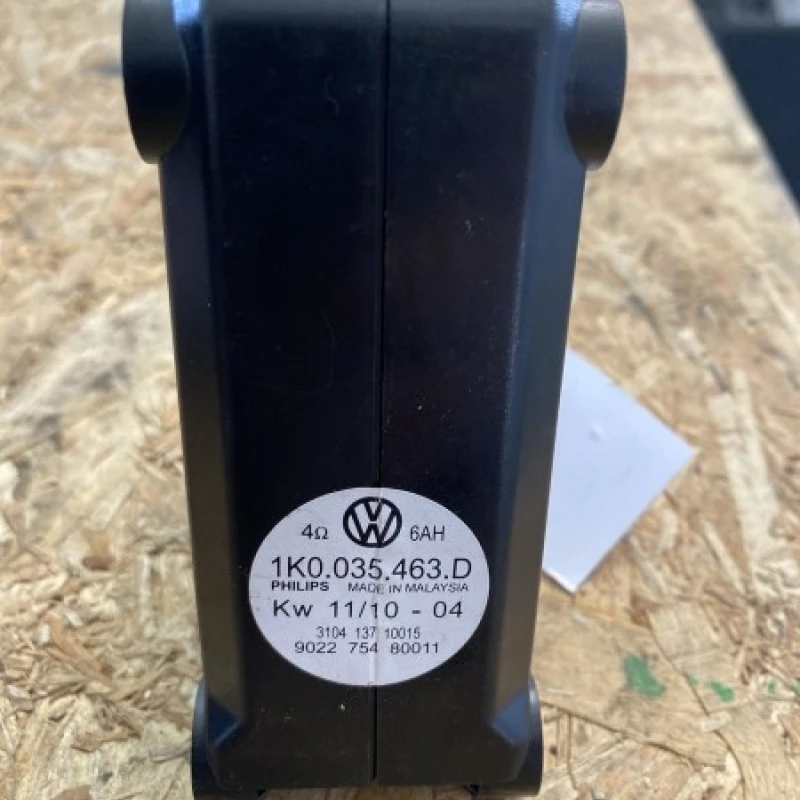 4Ω 6AH
1K0.035.463.D
PHILIPS MADE IN MALAYSIA
Kw 11/10 - 04
3104 137 10015
9022 754 80011